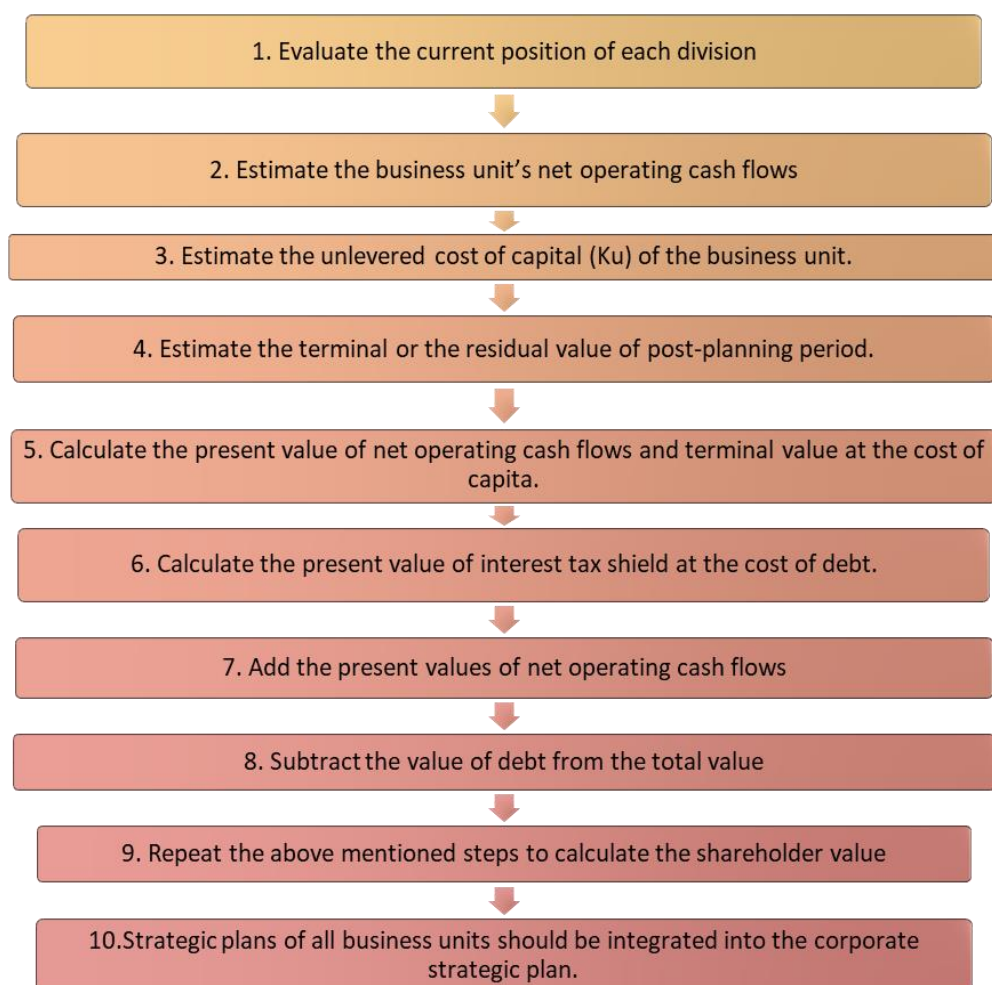 1. Evaluate the current position of each division
2. Estimate the business unit’s net operating cash flows
3. Estimate the unlevered cost of capital (Ku) of the business unit.
4. Estimate the terminal or the residual value of post-planning period.
5. Calculate the present value of net operating cash flows and terminal value at the cost of
capita.
6. Calculate the present value of interest tax shield at the cost of debt.
7. Add the present values of net operating cash flows
8. Subtract the value of debt from the total value
9. Repeat the above mentioned steps to calculate the shareholder value
10.Strategic plans of all business units should be integrated into the corporate
strategic plan.